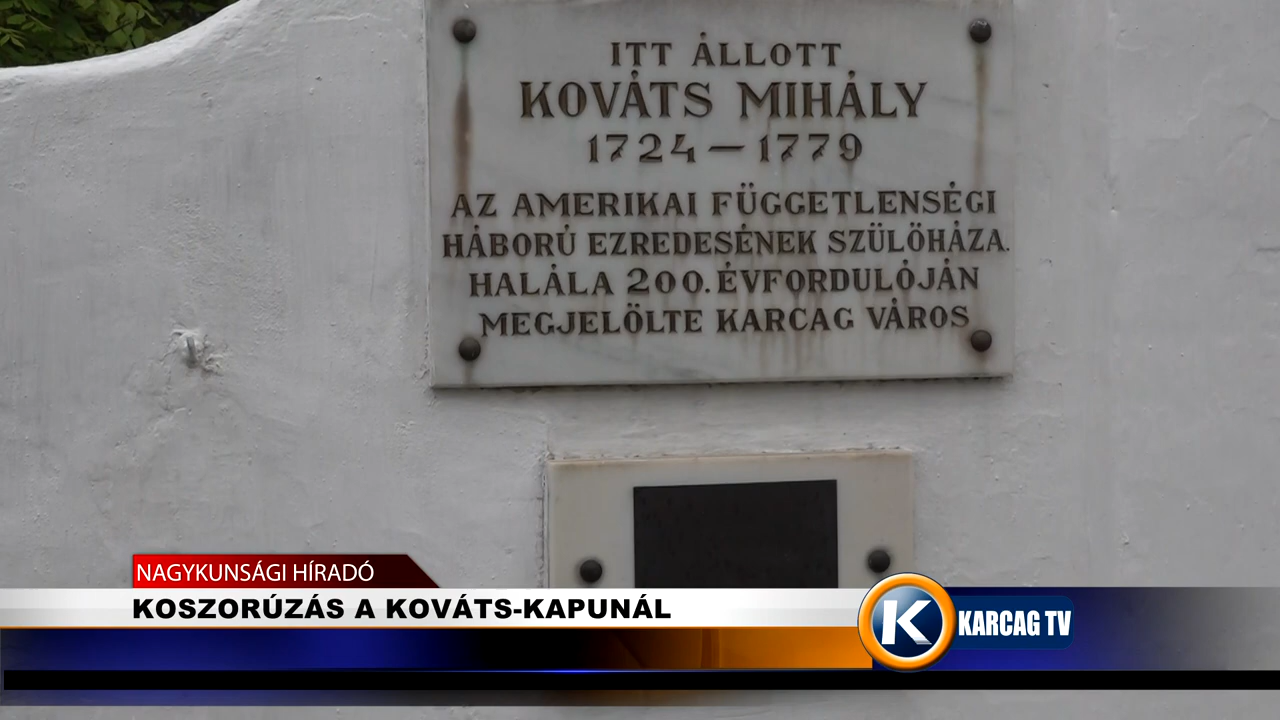 ITT ÁLLOTT
KOVÁTS MIHÁLY
1724–1779
AZ AMERIKAI FÜGGETLENSÉGI
HÁBORÚ EZREDESÉNEK SZÜLŐHÁZA.
HALÁLA 200. ÉVFORDULÓJÁN
MEGJELÖLTE KARCAG VÁROS
NAGYKUNSÁGI HÍRADÓ
KOSZORÚZÁS A KOVÁTS-KAPUNÁL
K KARCAG TV